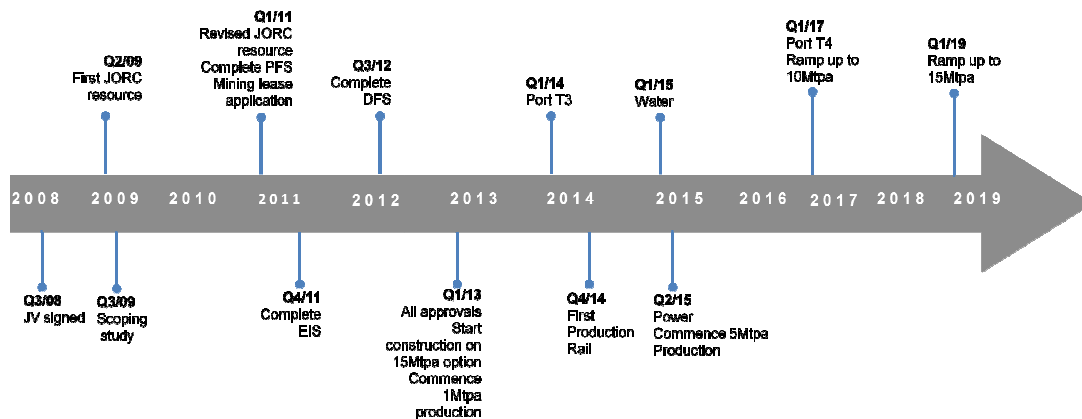 Q2/09
First JORC
resource
Q1/11
Revised JORC
resource
Complete PFS
Mining lease
application
Q3/12
Complete
DFS
Q1/14
Port T3
Q1/15
Water
Q1/17
Port T4
Ramp up to
10Mtpa
Q1/19
Ramp up to
15Mtpa
2008 2009 2010 2011 2012 2013 2014 2015 2016 2017 2018 2019
Q3/08
JV signed
Q3/09
Scoping
study
Q4/11
Complete
EIS
Q1/13
All approvals
Start
construction on
15Mtpa option
Commence
1Mtpa
production
Q4/14
First
Production
Rail
Q2/15
Power
Commence 5Mtpa
Production